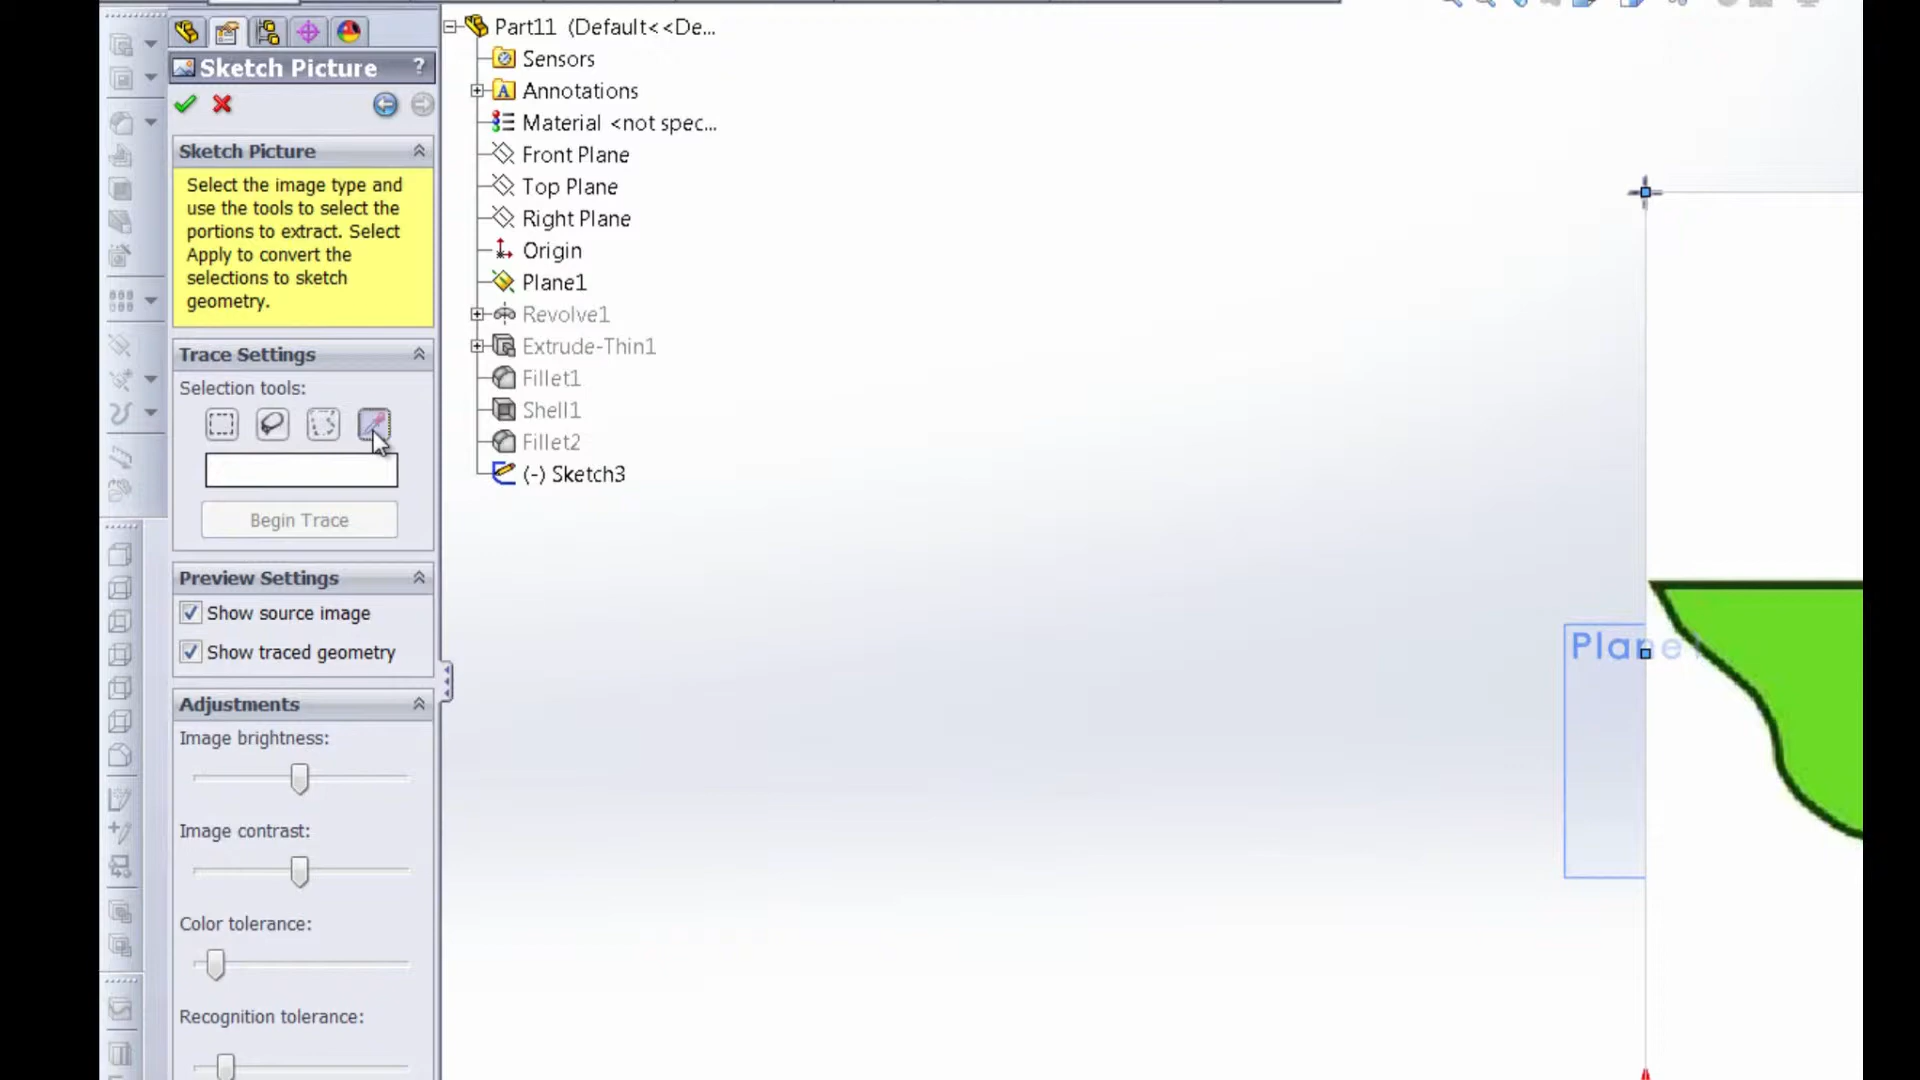 Sketch Picture ?
Sketch Picture
Select the image type and
use the tools to select the
portions to extract. Select
Apply to convert the
selections to sketch
geometry.
Trace Settings
Selection tools:
Begin Trace
Preview Settings
Show source image
Show traced geometry
Adjustments
Image brightness:
Image contrast:
Color tolerance:
Recognition tolerance:
Part11 (Default<<De...
Sensors
A Annotations
Material <not spec...
Front Plane
Top Plane
Right Plane
Origin
Plane1
Revolve1
Extrude-Thin1
Fillet1
Shell1
Fillet2
(-) Sketch3
Plane